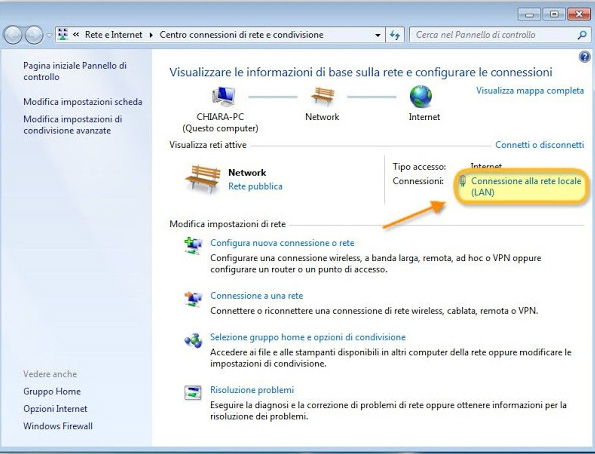 « Rete e Internet Centro connessioni di rete e condivisione
Cerca nel Pannello di controllo
Pagina iniziale Pannello di
controllo
Modifica impostazioni scheda
Modifica impostazioni di
condivisione avanzate
Visualizzare le informazioni di base sulla rete e configurare le connessioni
Visualizza mappa completa
CHIARA-PC
(Questo computer)
Network
Internet
Visualizza reti attive
Connetti o disconnetti
Network
Rete pubblica
Tipo accesso: Internet
Connessioni: Connessione alla rete locale
(LAN)
Modifica impostazioni di rete
Configura nuova connessione o rete
Configurare una connessione wireless, a banda larga, remota, ad hoc o VPN oppure
configurare un router o un punto di accesso.
Connessione a una rete
Connettere o riconnettere una connessione di rete wireless, cablata, remota o VPN.
Selezione gruppo home e opzioni di condivisione
Accedere ai file e alle stampanti disponibili in altri computer della rete oppure modificare le
impostazioni di condivisione.
Risoluzione problemi
Eseguire la diagnosi e la correzione di problemi di rete oppure ottenere informazioni per la
risoluzione dei problemi.
Vedere anche
Gruppo Home
Opzioni Internet
Windows Firewall